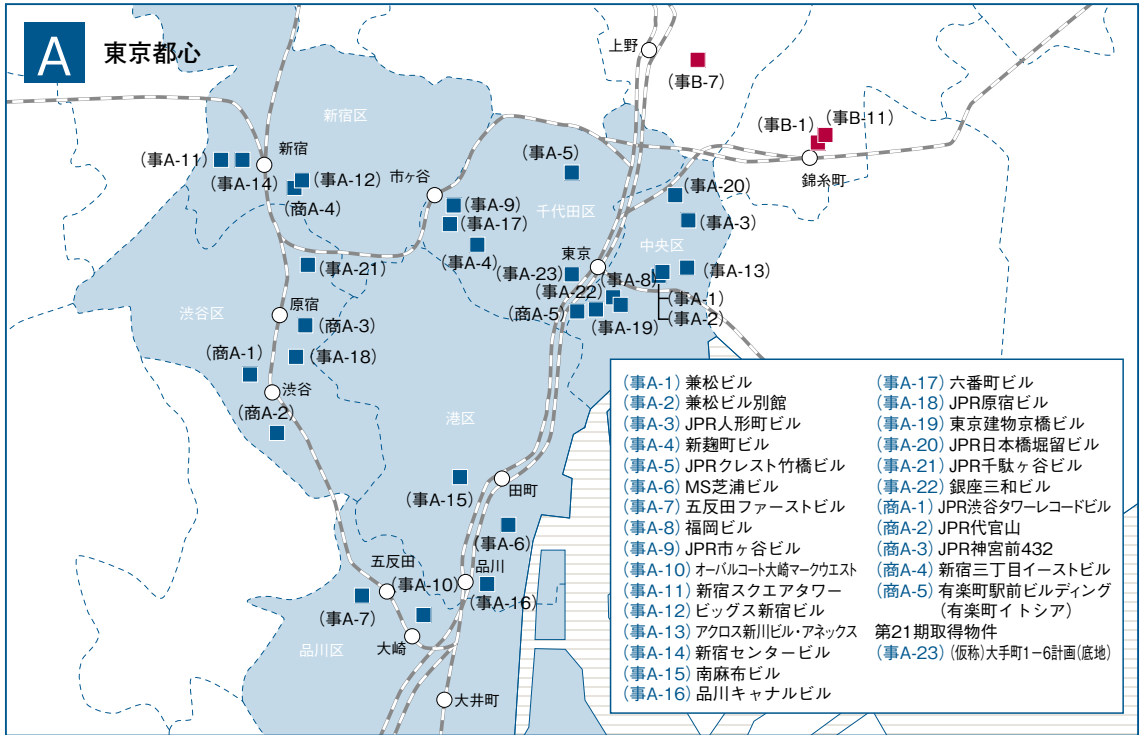 A 東京都心
上野
(事B-7)
(事B-1)
(事B-11)
錦糸町
新宿区
新宿
(事A-11)
(事A-14)
(事A-12)
(商A-4)
市ヶ谷
(事A-5)
(事A-9)
千代田区
(事A-17)
(事A-4)
(事A-20)
(事A-3)
中央区
東京
(事A-23)
(事A-8)
(事A-13)
(事A-22)
(事A-1)
(商A-5)
(事A-19)
(事A-2)
(事A-21)
原宿
渋谷区
(商A-3)
(商A-1)
(事A-18)
渋谷
(商A-2)
港区
(事A-15)
田町
(事A-6)
五反田
品川
(事A-10)
(事A-7)
(事A-16)
大崎
品川区
大井町
(事A-1) 兼松ビル
(事A-2) 兼松ビル別館
(事A-3) JPR人形町ビル
(事A-4) 新麹町ビル
(事A-5) JPRクレスト竹橋ビル
(事A-6) MS芝浦ビル
(事A-7) 五反田ファーストビル
(事A-8) 福岡ビル
(事A-9) JPR市ヶ谷ビル
(事A-10) オーバルコート大崎マークウエスト
(事A-11) 新宿スクエアタワー
(事A-12) ビッグス新宿ビル
(事A-13) アクロス新川ビル・アネックス
(事A-14) 新宿センタービル
(事A-15) 南麻布ビル
(事A-16) 品川キャナルビル
(事A-17) 六番町ビル
(事A-18) JPR原宿ビル
(事A-19) 東京建物京橋ビル
(事A-20) JPR日本橋堀留ビル
(事A-21) JPR千駄ヶ谷ビル
(事A-22) 銀座三和ビル
(商A-1) JPR渋谷タワーレコードビル
(商A-2) JPR代官山
(商A-3) JPR神宮前432
(商A-4) 新宿三丁目イーストビル
(商A-5) 有楽町駅前ビルディング
(有楽町イトシア)
第21期取得物件
(事A-23) (仮称)大手町1-6計画(底地)